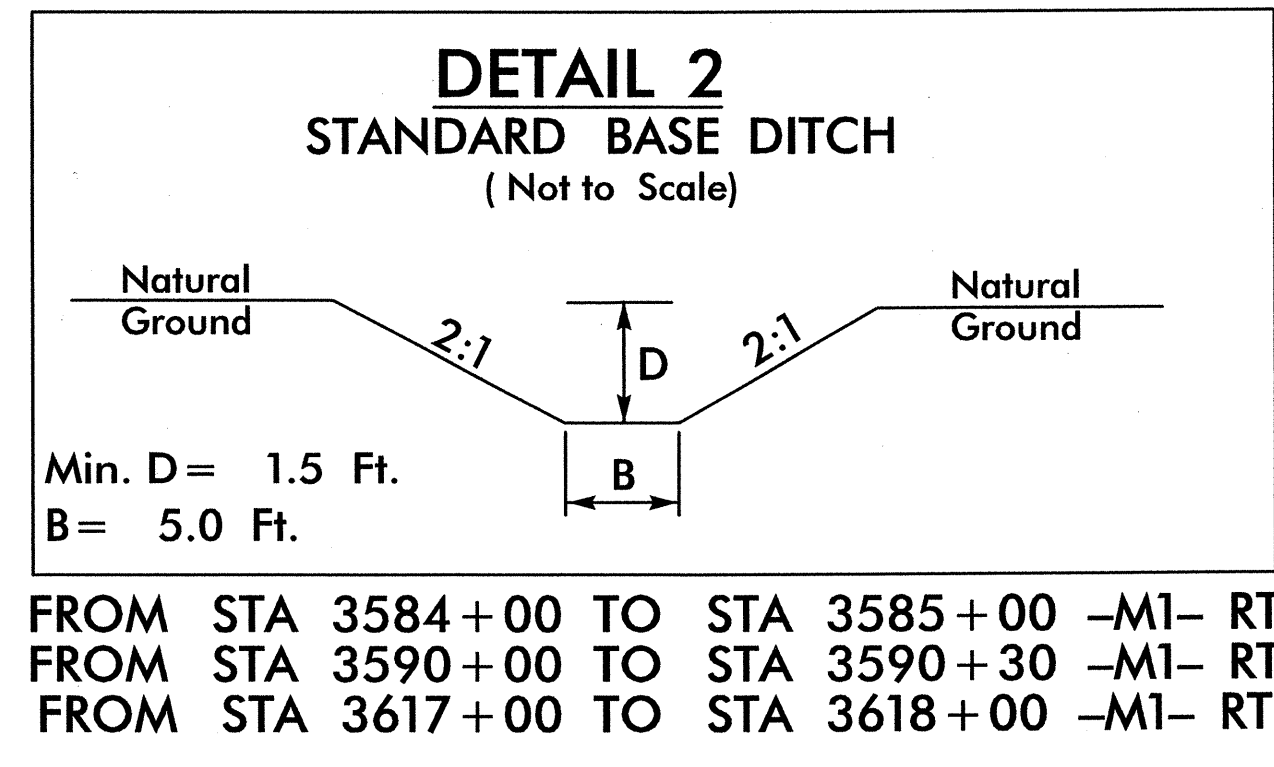 DETAIL 2
STANDARD BASE DITCH
( Not to Scale)
Natural
Ground
2:1
D
2:1
Natural
Ground
Min. D= 1.5 Ft.
B
B= 5.0 Ft.
FROM STA 3584+00 TO STA 3585+00 -M1- RT
FROM STA 3590+00 TO STA 3590+30 -M1- RT
FROM STA 3617+00 TO STA 3618+00 -M1- RT